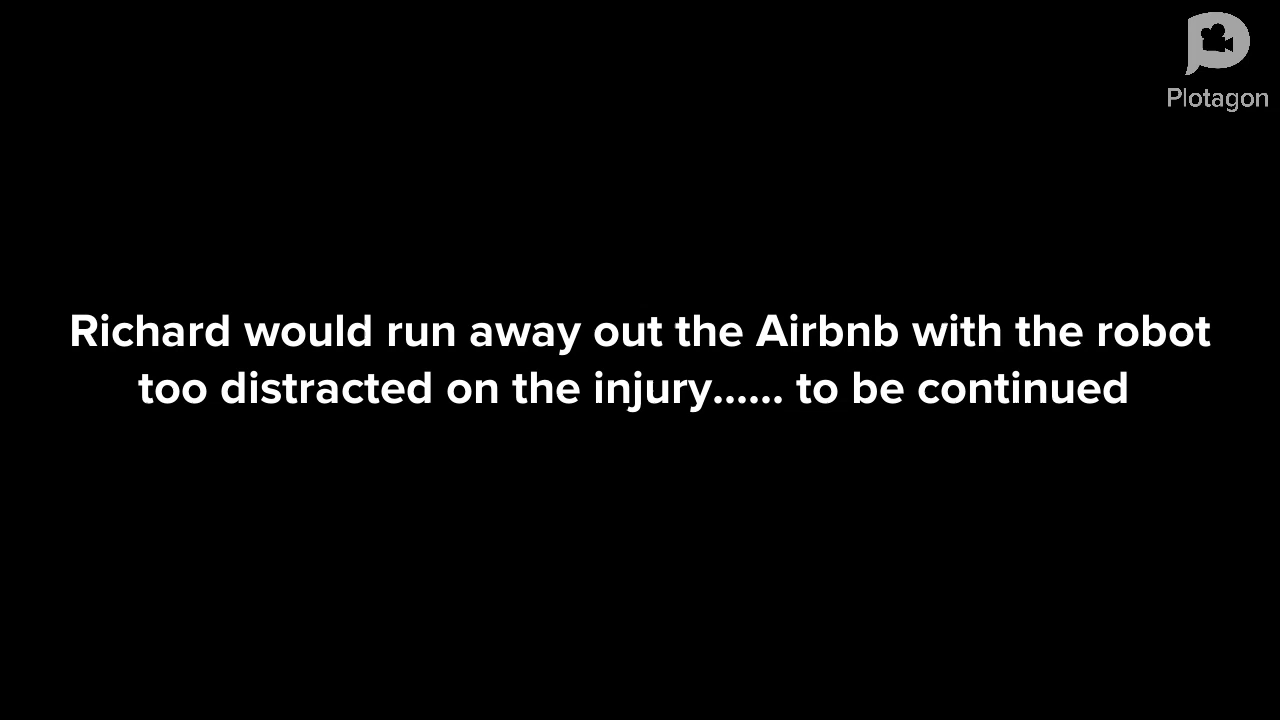 Plotagon
Richard would run away out the Airbnb with the robot
too distracted on the injury...... to be continued